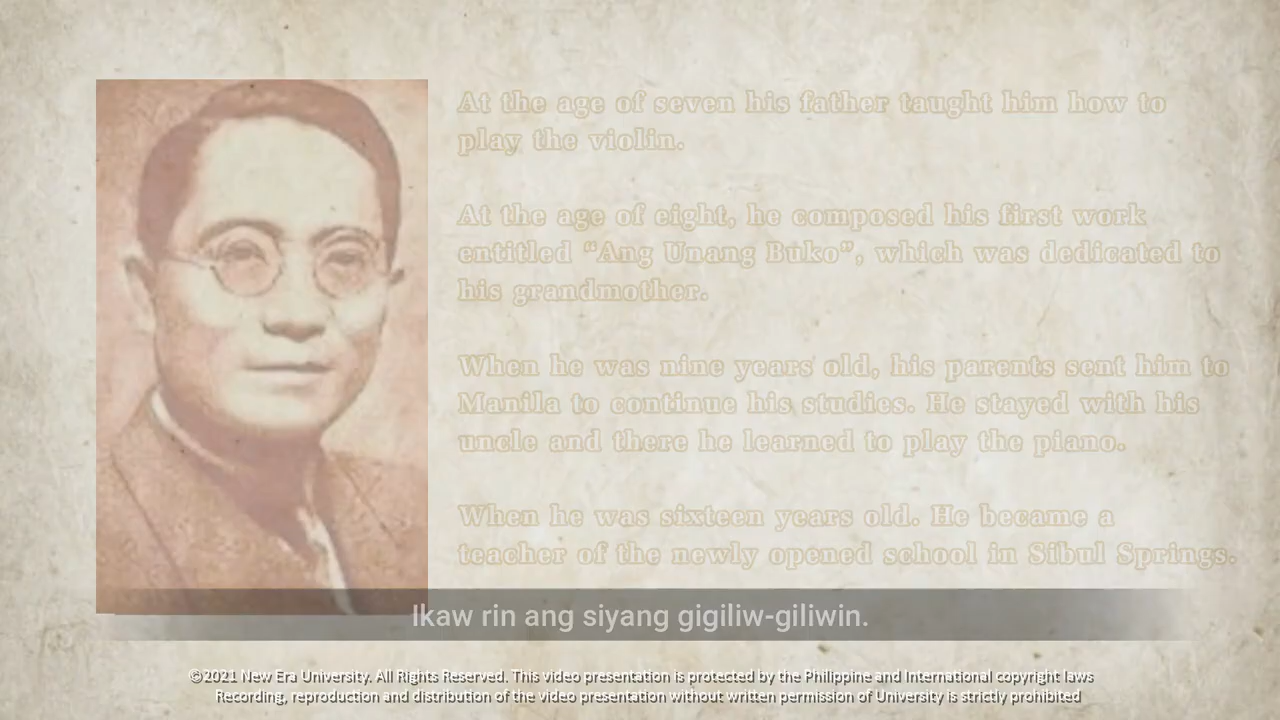 At the age of seven his father taught him how to
play the violin.
At the age of eight, he composed his first work
entitled “Ang Unang Buko”, which was dedicated to
his grandmother.
When he was nine years old, his parents sent him to
Manila to continue his studies. He stayed with his
uncle and there he learned to play the piano.
When he was sixteen years old. He became a
teacher of the newly opened school in Sibul Springs.
Ikaw rin ang siyang gigiliw-giliwin.
©2021 New Era University. All Rights Reserved. This video presentation is protected by the Philippine and International copyright laws
Recording, reproduction and distribution of the video presentation without written permission of University is strictly prohibited